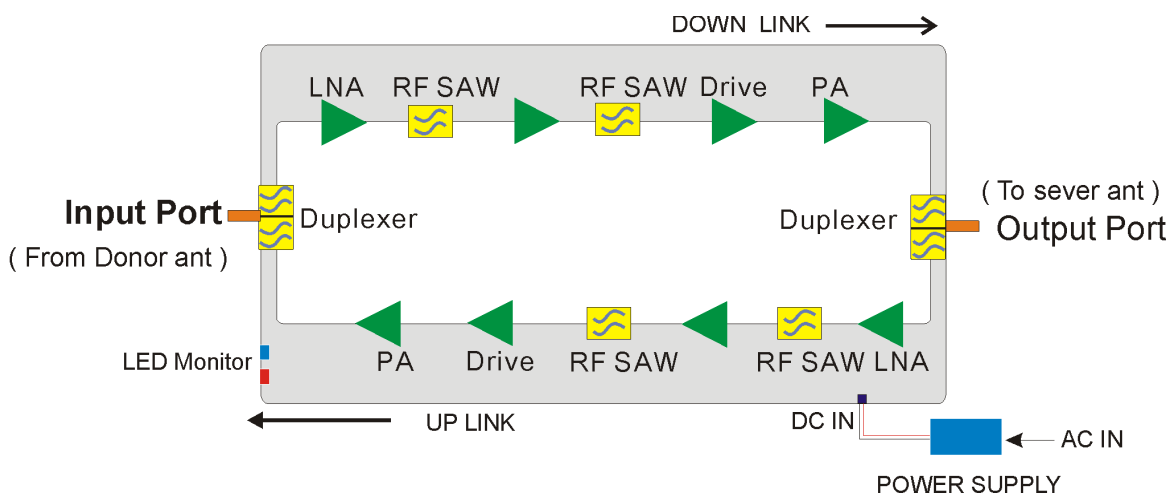 DOWN LINK
LNA RF SAW RF SAW Drive PA
Input Port
( From Donor ant )
Duplexer
Duplexer
( To sever ant )
Output Port
LED Monitor
PA Drive RF SAW RF SAW LNA
UP LINK
DC IN
AC IN
POWER SUPPLY